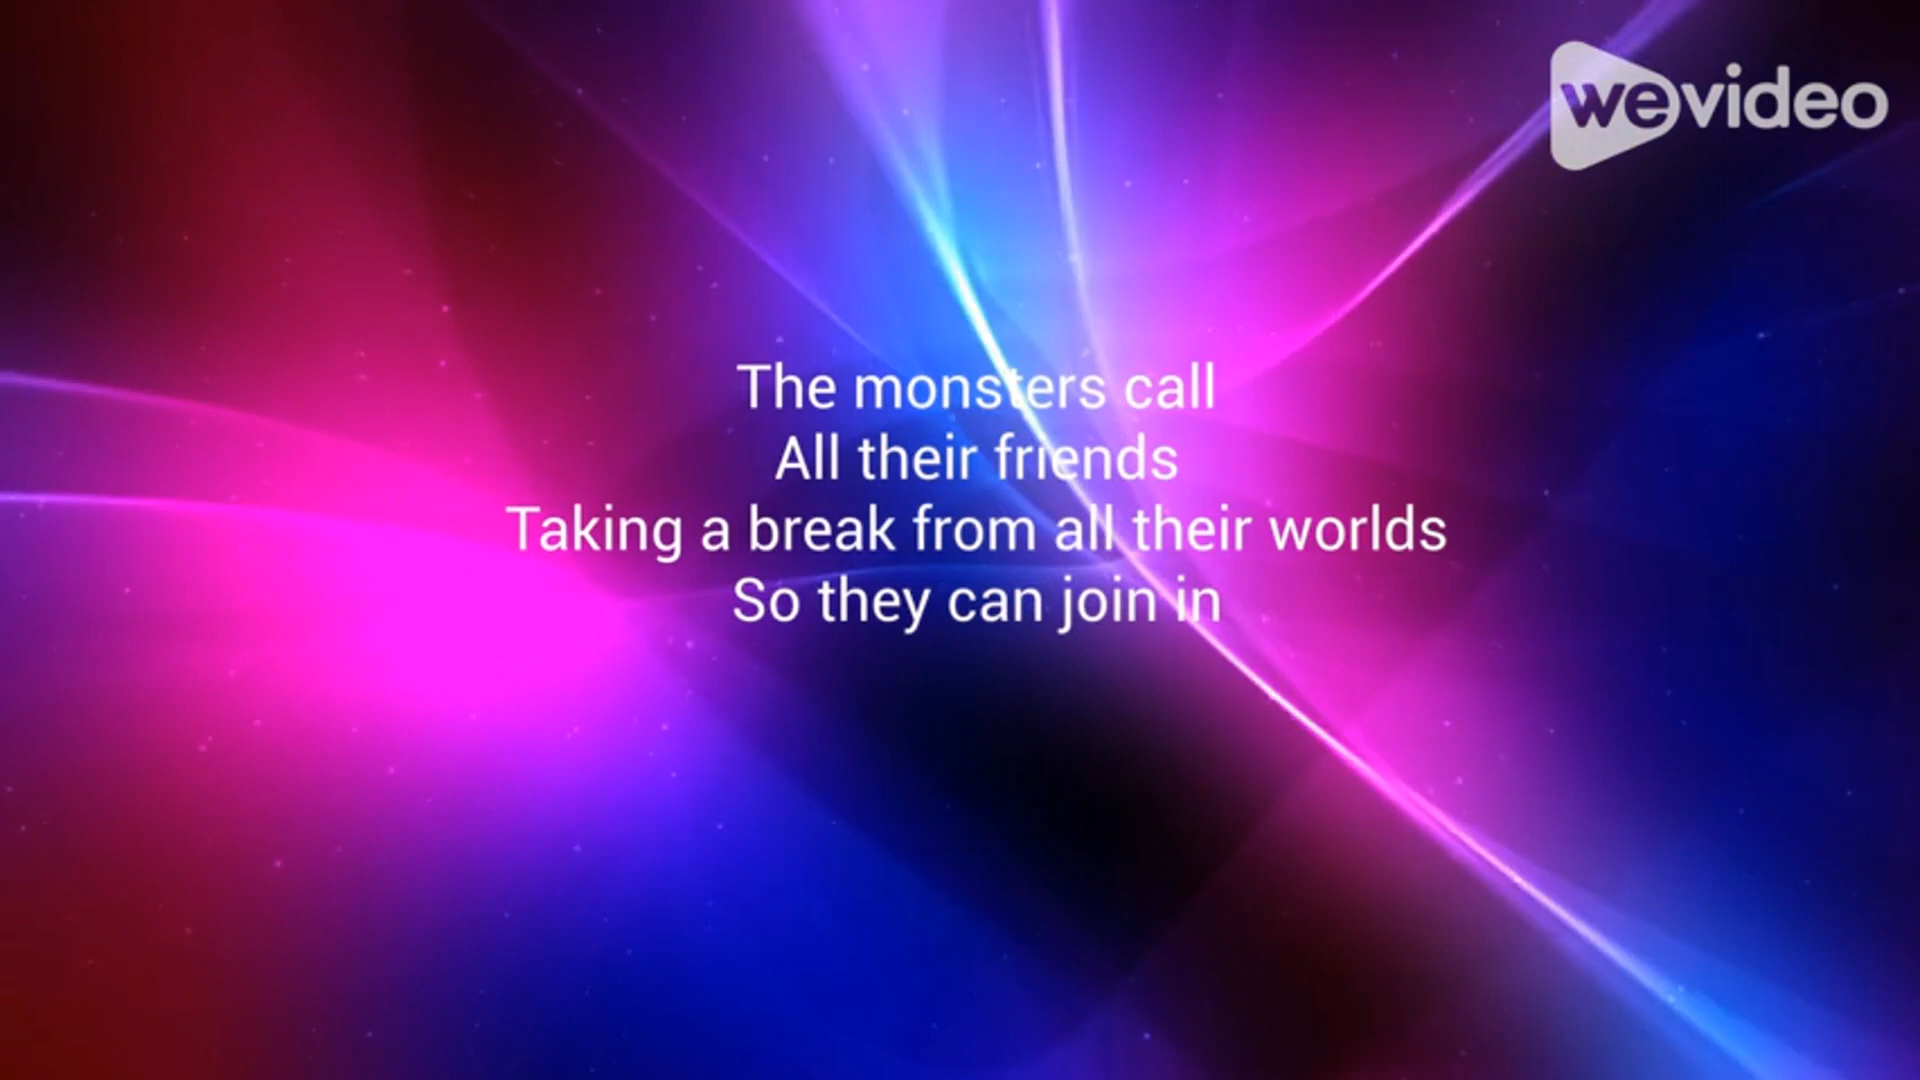 wevideo
The monsters call
All their friends
Taking a break from all their worlds
So they can join in